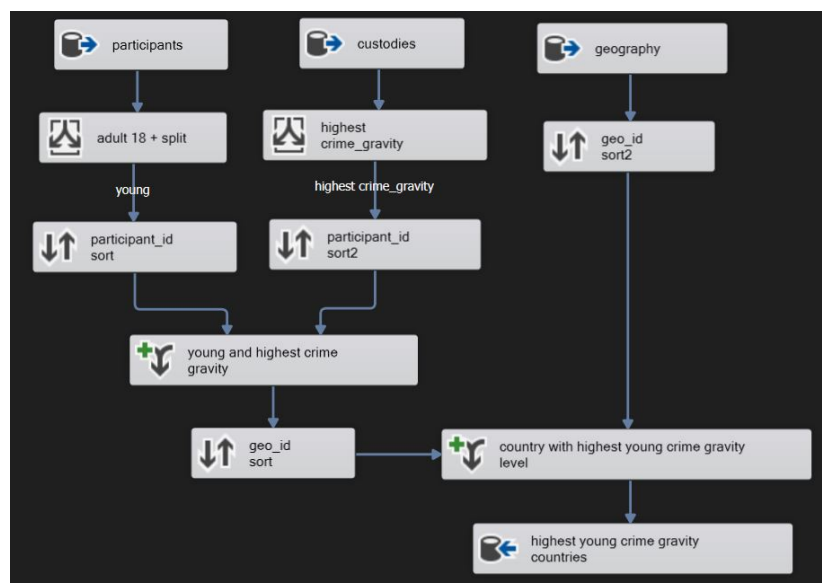 participants
custodies
geography
adult 18 + split
highest
crime_gravity
geo_id
sort2
young
highest crime_gravity
participant_id
sort
participant_id
sort2
young and highest crime
gravity
geo_id
sort
country with highest young crime gravity
level
highest young crime gravity
countries